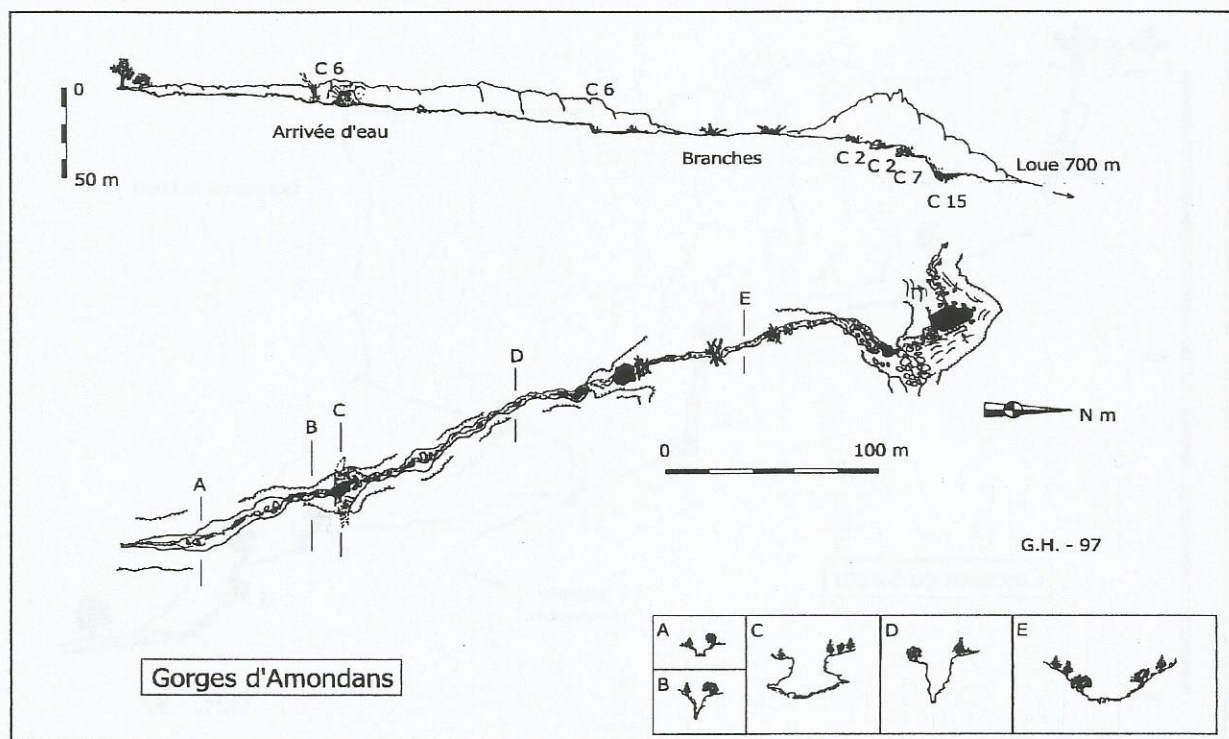 0
50 m
C 6
Arrivée d'eau
C 6
Branches
C 2
C 2
C 7
C 15
Loue 700 m
A
B
C
D
E
N m
0 100 m
G.H. - 97
Gorges d'Amondans
A
B
C
D
E